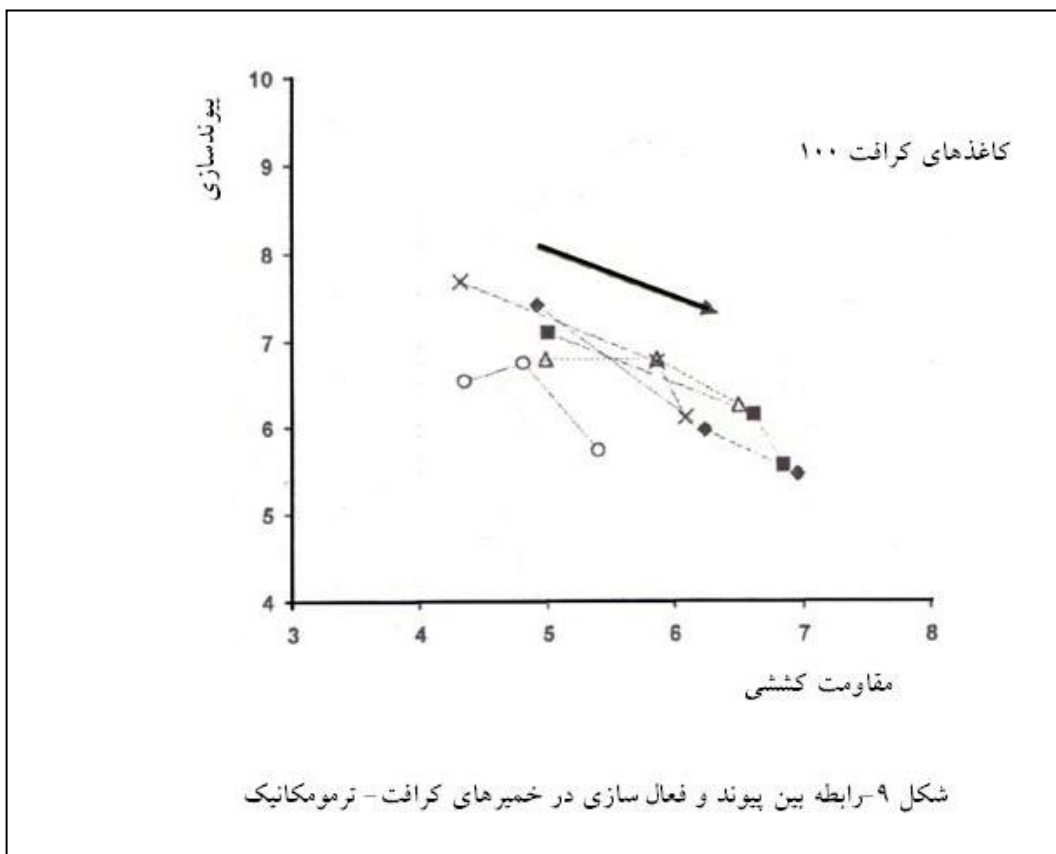 پیوندسازی
10
9
8
7
6
5
4
3 4 5 6 7 8
کاغذهای کرافت ۱۰۰
مقاومت کششی
شکل ۹-رابطه بین پیوند و فعال سازی در خمیرهای کرافت- ترمومکانیک